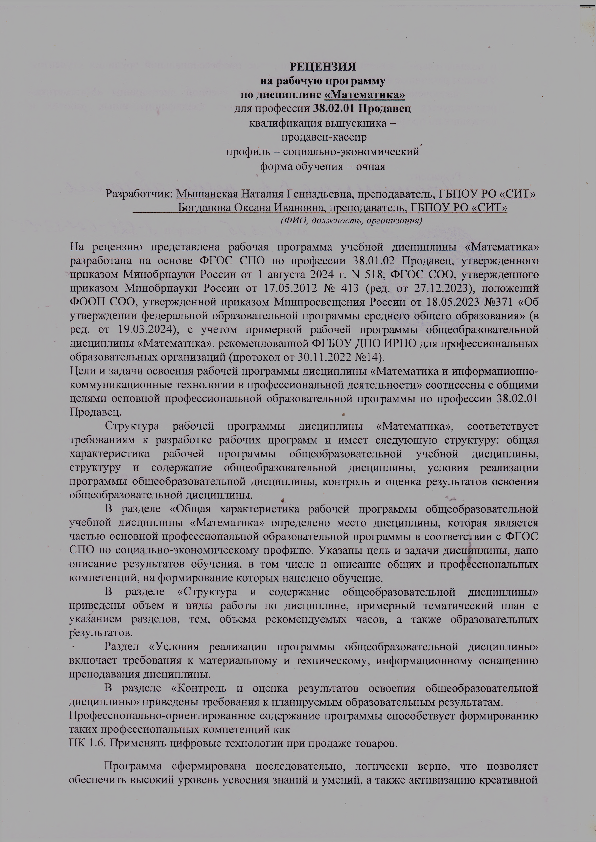 РЕЦЕНЗИЯ
на рабочую программу
по дисциплине «Математика»
для профессии 38.02.01 Продавец
квалификация выпускника –
продавец-кассир
профиль – социально-экономический
форма обучения – очная
Разработчик: Мышанская Наталия Геннадьевна, преподаватель, ГБПОУ РО «СИТ»
Богданова Оксана Ивановна, преподаватель, ГБПОУ РО «СИТ»
(ФИО, должность, организация)
На рецензию представлена рабочая программа учебной дисциплины «Математика»
разработана на основе ФГОС СПО по профессии 38.01.02 Продавец, утвержденного
приказом Минобрнауки России от 1 августа 2024 г. N 518, ФГОС СОО, утвержденного
приказом Минобрнауки России от 17.05.2012 № 413 (ред. от 27.12.2023), положений
ФООП СОО, утвержденной приказом Минпросвещения России от 18.05.2023 №371 «Об
утверждении федеральной образовательной программы среднего общего образования» (в
ред. от 19.03.2024), с учетом примерной рабочей программы общеобразовательной
дисциплины «Математика», рекомендованной ФГБОУ ДПО ИРПО для профессиональных
образовательных организаций (протокол от 30.11.2022 №14).
Цели и задачи освоения рабочей программы дисциплины «Математика и информационно-
коммуникационные технологии в профессиональной деятельности» соотнесены с общими
целями основной профессиональной образовательной программы по профессии 38.02.01
Продавец.
Структура рабочей программы дисциплины «Математика», соответствует
требованиям к разработке рабочих программ и имеет следующую структуру: общая
характеристика рабочей программы общеобразовательной учебной дисциплины,
структуру и содержание общеобразовательной дисциплины, условия реализации
программы общеобразовательной дисциплины, контроль и оценка результатов освоения
общеобразовательной дисциплины.
В разделе «Общая характеристика рабочей программы общеобразовательной
учебной дисциплины «Математика» определено место дисциплины, которая является
частью основной профессиональной образовательной программы в соответствии с ФГОС
СПО по социально-экономическому профилю. Указаны цель и задачи дисциплины, дано
описание результатов обучения, в том числе и описание общих и профессиональных
компетенций, на формирование которых нацелено обучение.
В разделе «Структура и содержание общеобразовательной дисциплины»
приведены объем и виды работы по дисциплине, примерный тематический план с
указанием разделов, тем, объема рекомендуемых часов, а также образовательных
результатов.
Раздел «Условия реализации программы общеобразовательной дисциплины»
включает требования к материальному и техническому, информационному оснащению
преподавания дисциплины.
В разделе «Контроль и оценка результатов освоения общеобразовательной
дисциплины» приведены требования к планируемым образовательным результатам.
Профессионально-ориентированное содержание программы способствует формированию
таких профессиональных компетенций как
ПК 1.6. Применять цифровые технологии при продаже товаров.
Программа сформирована последовательно, логически верно, что позволяет
обеспечить высокий уровень усвоения знаний и умений, а также активизацию креативной